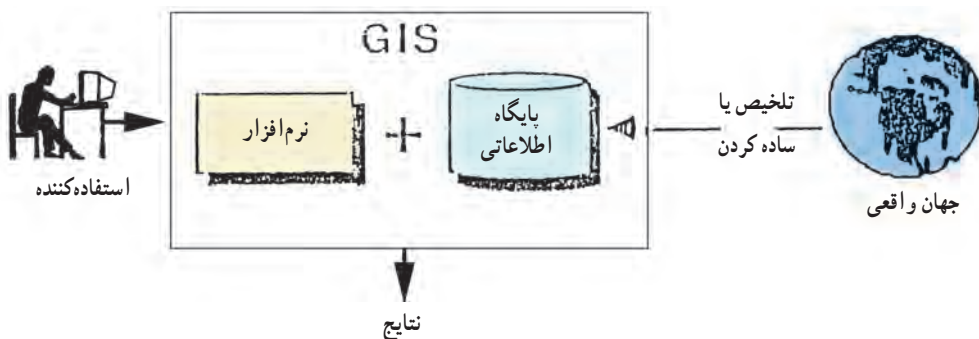 GIS
تلخیص یا
ساده کردن
جهان واقعی
پایگاه
اطلاعاتی
نرم‌افزار
استفاده‌کننده
نتایج